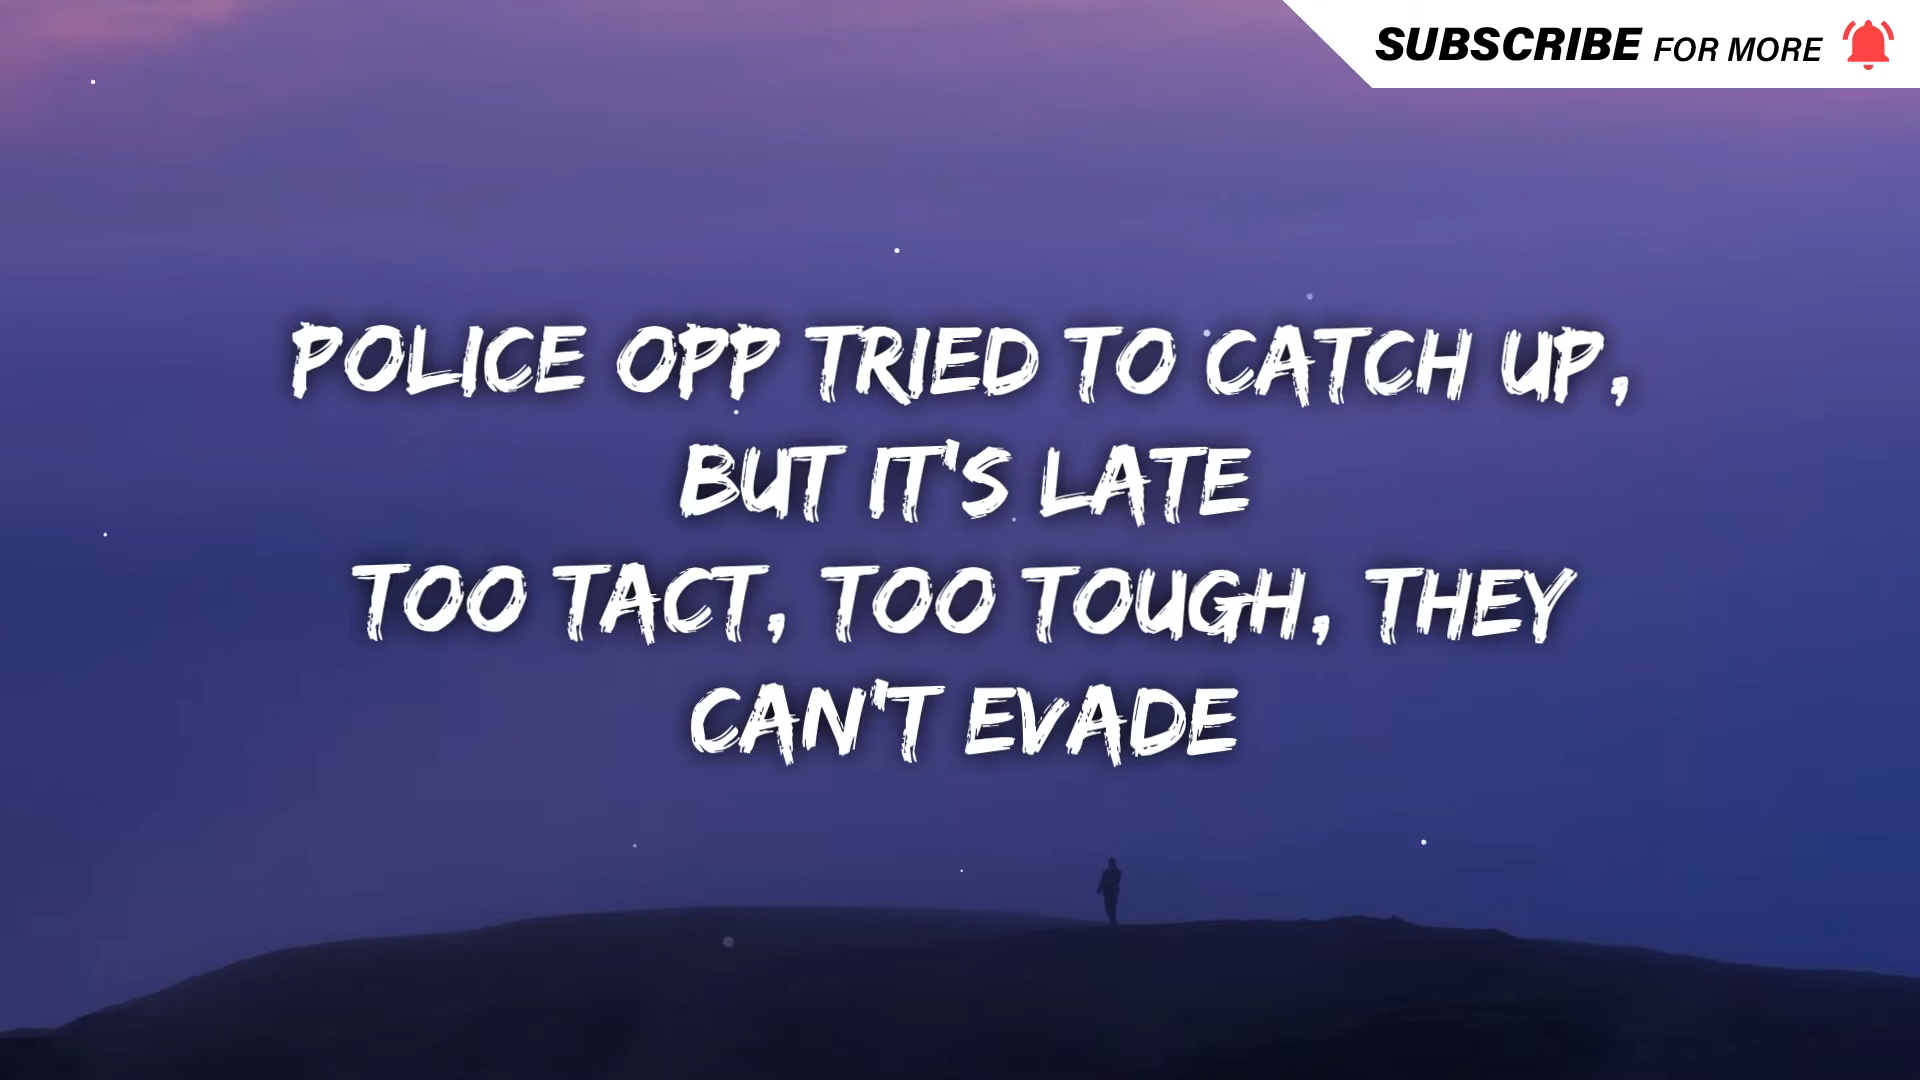 SUBSCRIBE FOR MORE
POLICE OPP TRIED TO CATCH UP,
BUT IT'S LATE
TOO TACT, TOO TOUGH, THEY
CAN'T EVADE